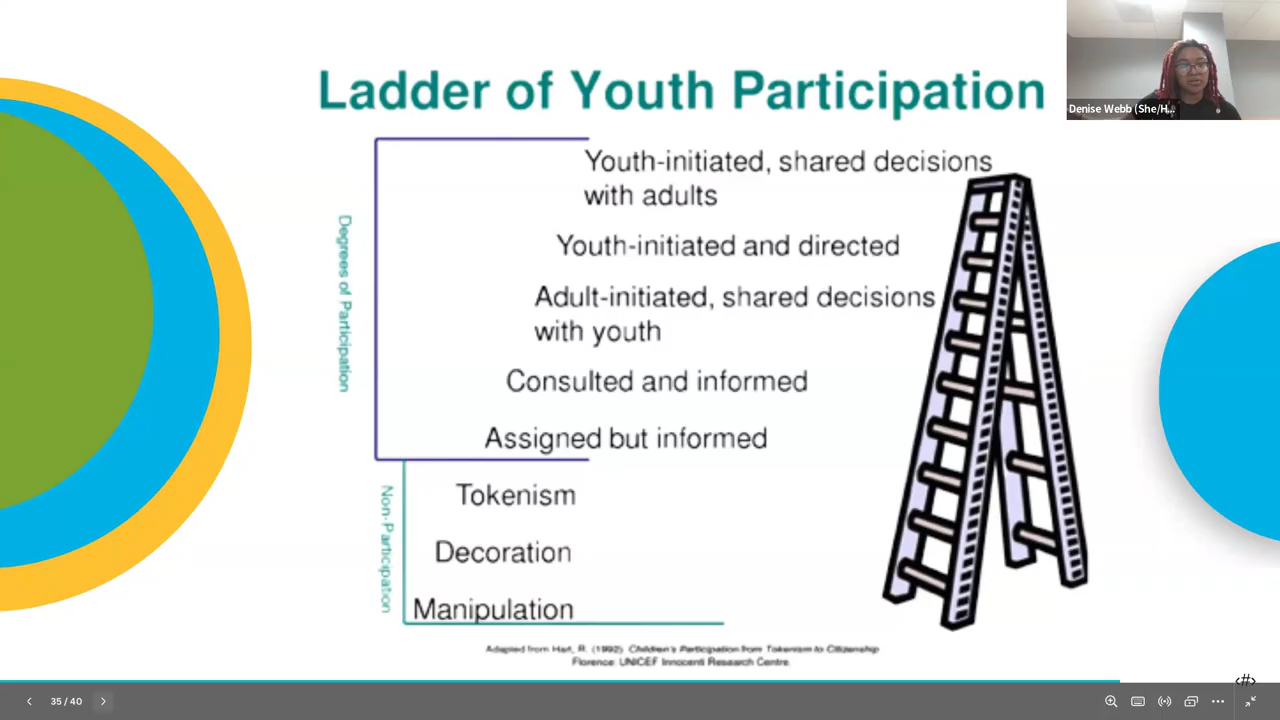 Ladder of Youth Participation
Denise Webb (She/H...
Degrees of Participation
Youth-initiated, shared decisions
with adults
Youth-initiated and directed
Adult-initiated, shared decisions
with youth
Consulted and informed
Assigned but informed
Non-Participation
Tokenism
Decoration
Manipulation
Adapted from Hart, R. (1992). Children's Participation from Tokenism to Citizenship
Florence: UNICEF Innocenti Research Centre.
‹#›
35 / 40